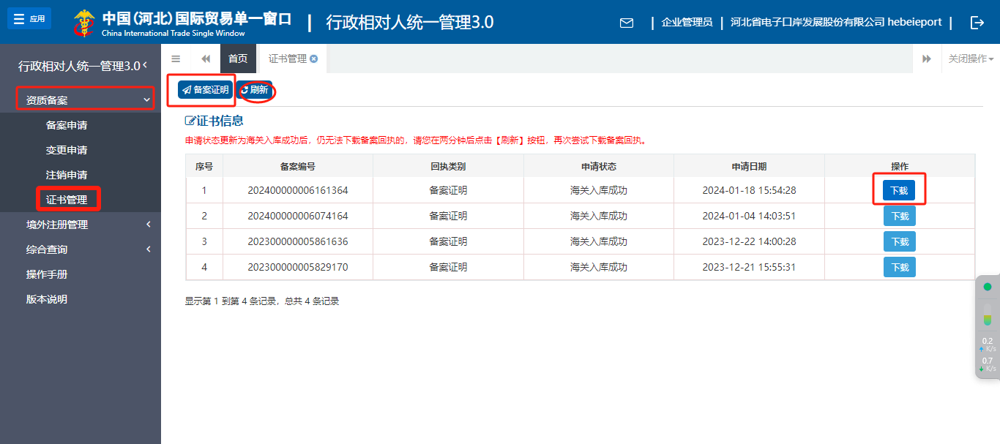 应用
中国(河北)国际贸易单一窗口
China International Trade Single Window
行政相对人统一管理3.0
企业管理员
河北省电子口岸发展股份有限公司 hebeieport
行政相对人统一管理3.0
资质备案
备案申请
变更申请
注销申请
证书管理
境外注册管理
综合查询
操作手册
版本说明
首页
证书管理
关闭操作
备案证明
刷新
证书信息
申请状态更新为海关入库成功后，仍无法下载备案回执的，请您在两分钟后点击【刷新】按钮，再次尝试下载备案回执。
序号 备案编号 回执类别 申请状态 申请日期 操作
1 202400000006161364 备案证明 海关入库成功 2024-01-18 15:54:28 下载
2 202400000006074164 备案证明 海关入库成功 2024-01-04 14:03:51 下载
3 202300000005861636 备案证明 海关入库成功 2023-12-22 14:00:28 下载
4 202300000005829170 备案证明 海关入库成功 2023-12-21 15:55:31 下载
显示第 1 到第 4 条记录，总共 4 条记录
0.2
K/s
0.7
K/s